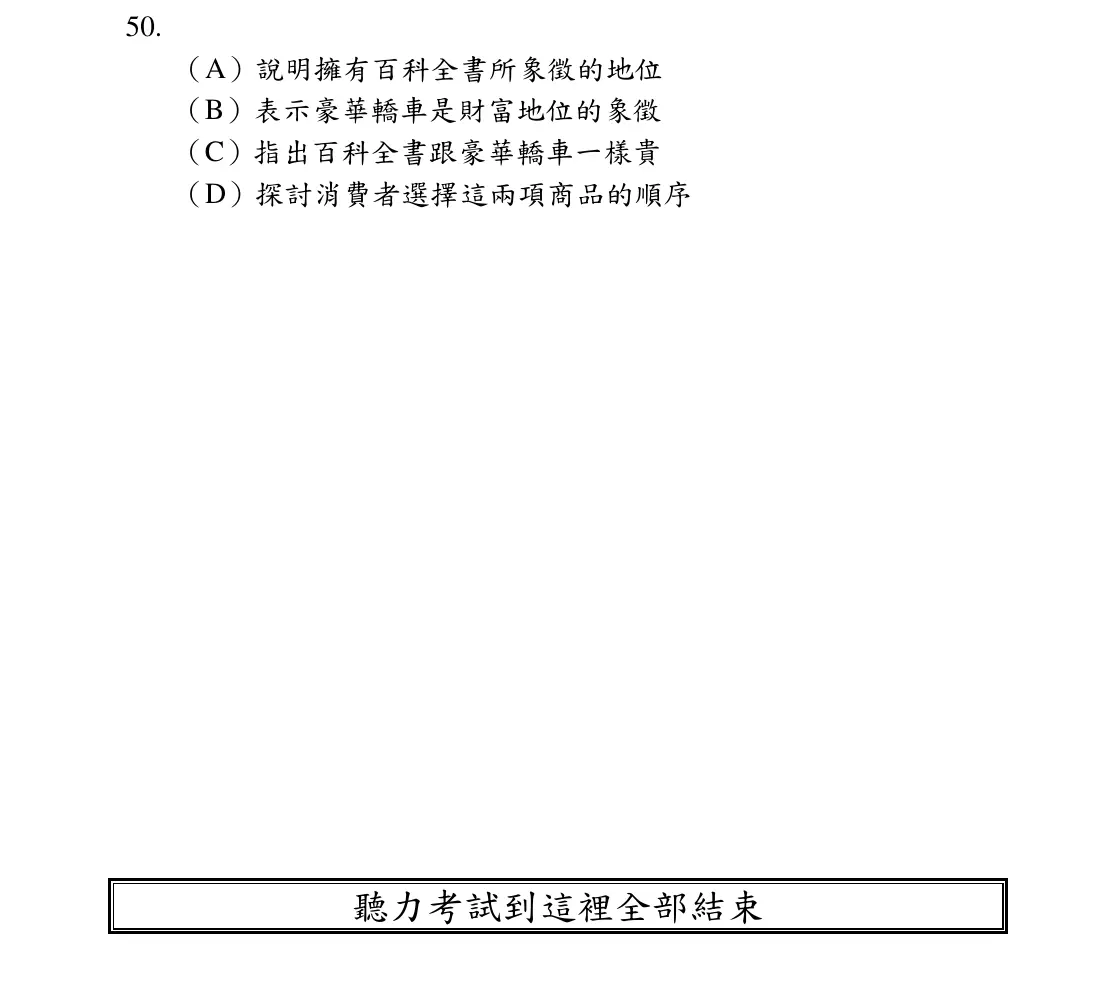 50.
（A）說明擁有百科全書所象徵的地位
（B）表示豪華轎車是財富地位的象徵
（C）指出百科全書跟豪華轎車一樣貴
（D）探討消費者選擇這兩項商品的順序
聽力考試到這裡全部結束